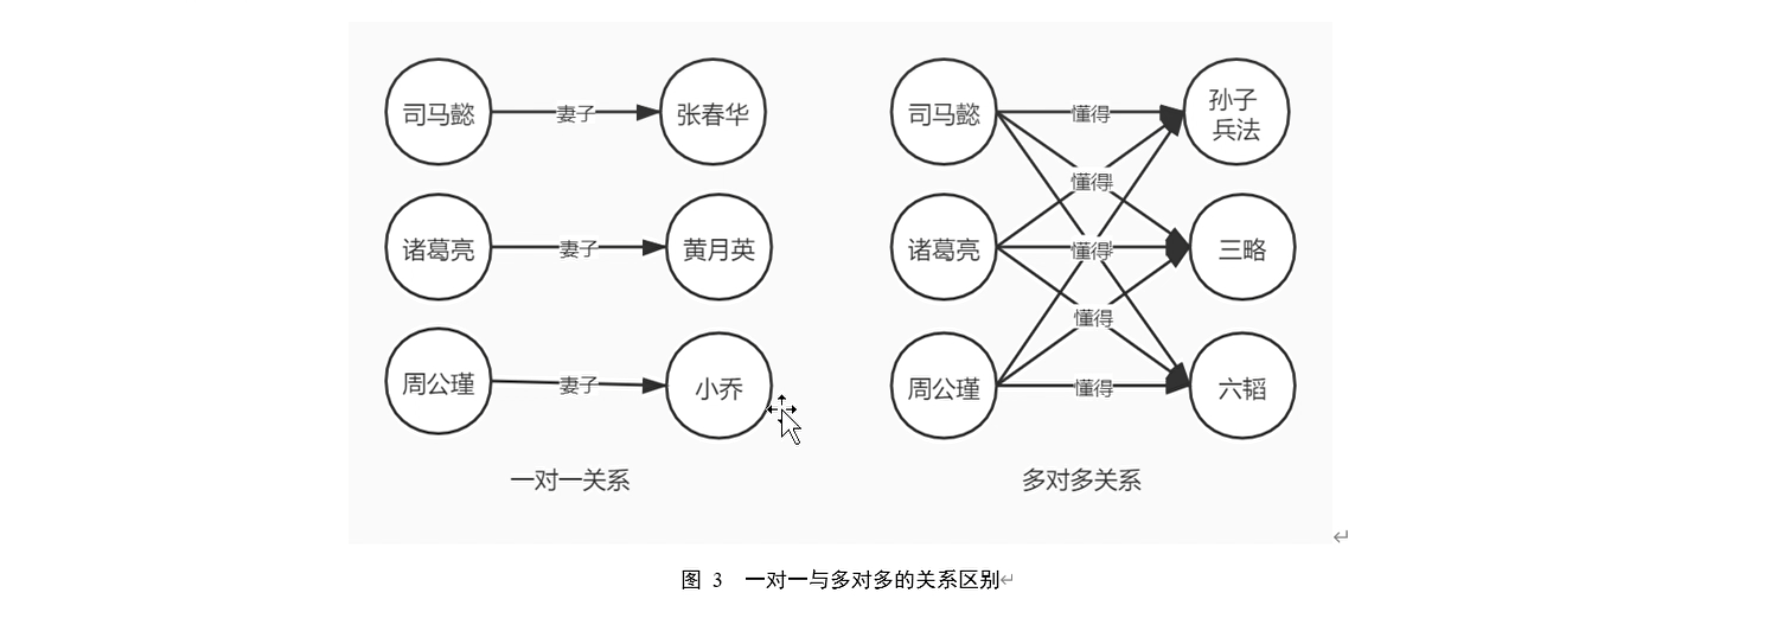 司马懿 妻子 张春华
诸葛亮 妻子 黄月英
周公瑾 妻子 小乔
一对一关系
司马懿 懂得 孙子
兵法
懂得
诸葛亮 懂得 三略
懂得
周公瑾 懂得 六韬
多对多关系
图 3 一对一与多对多的关系区别